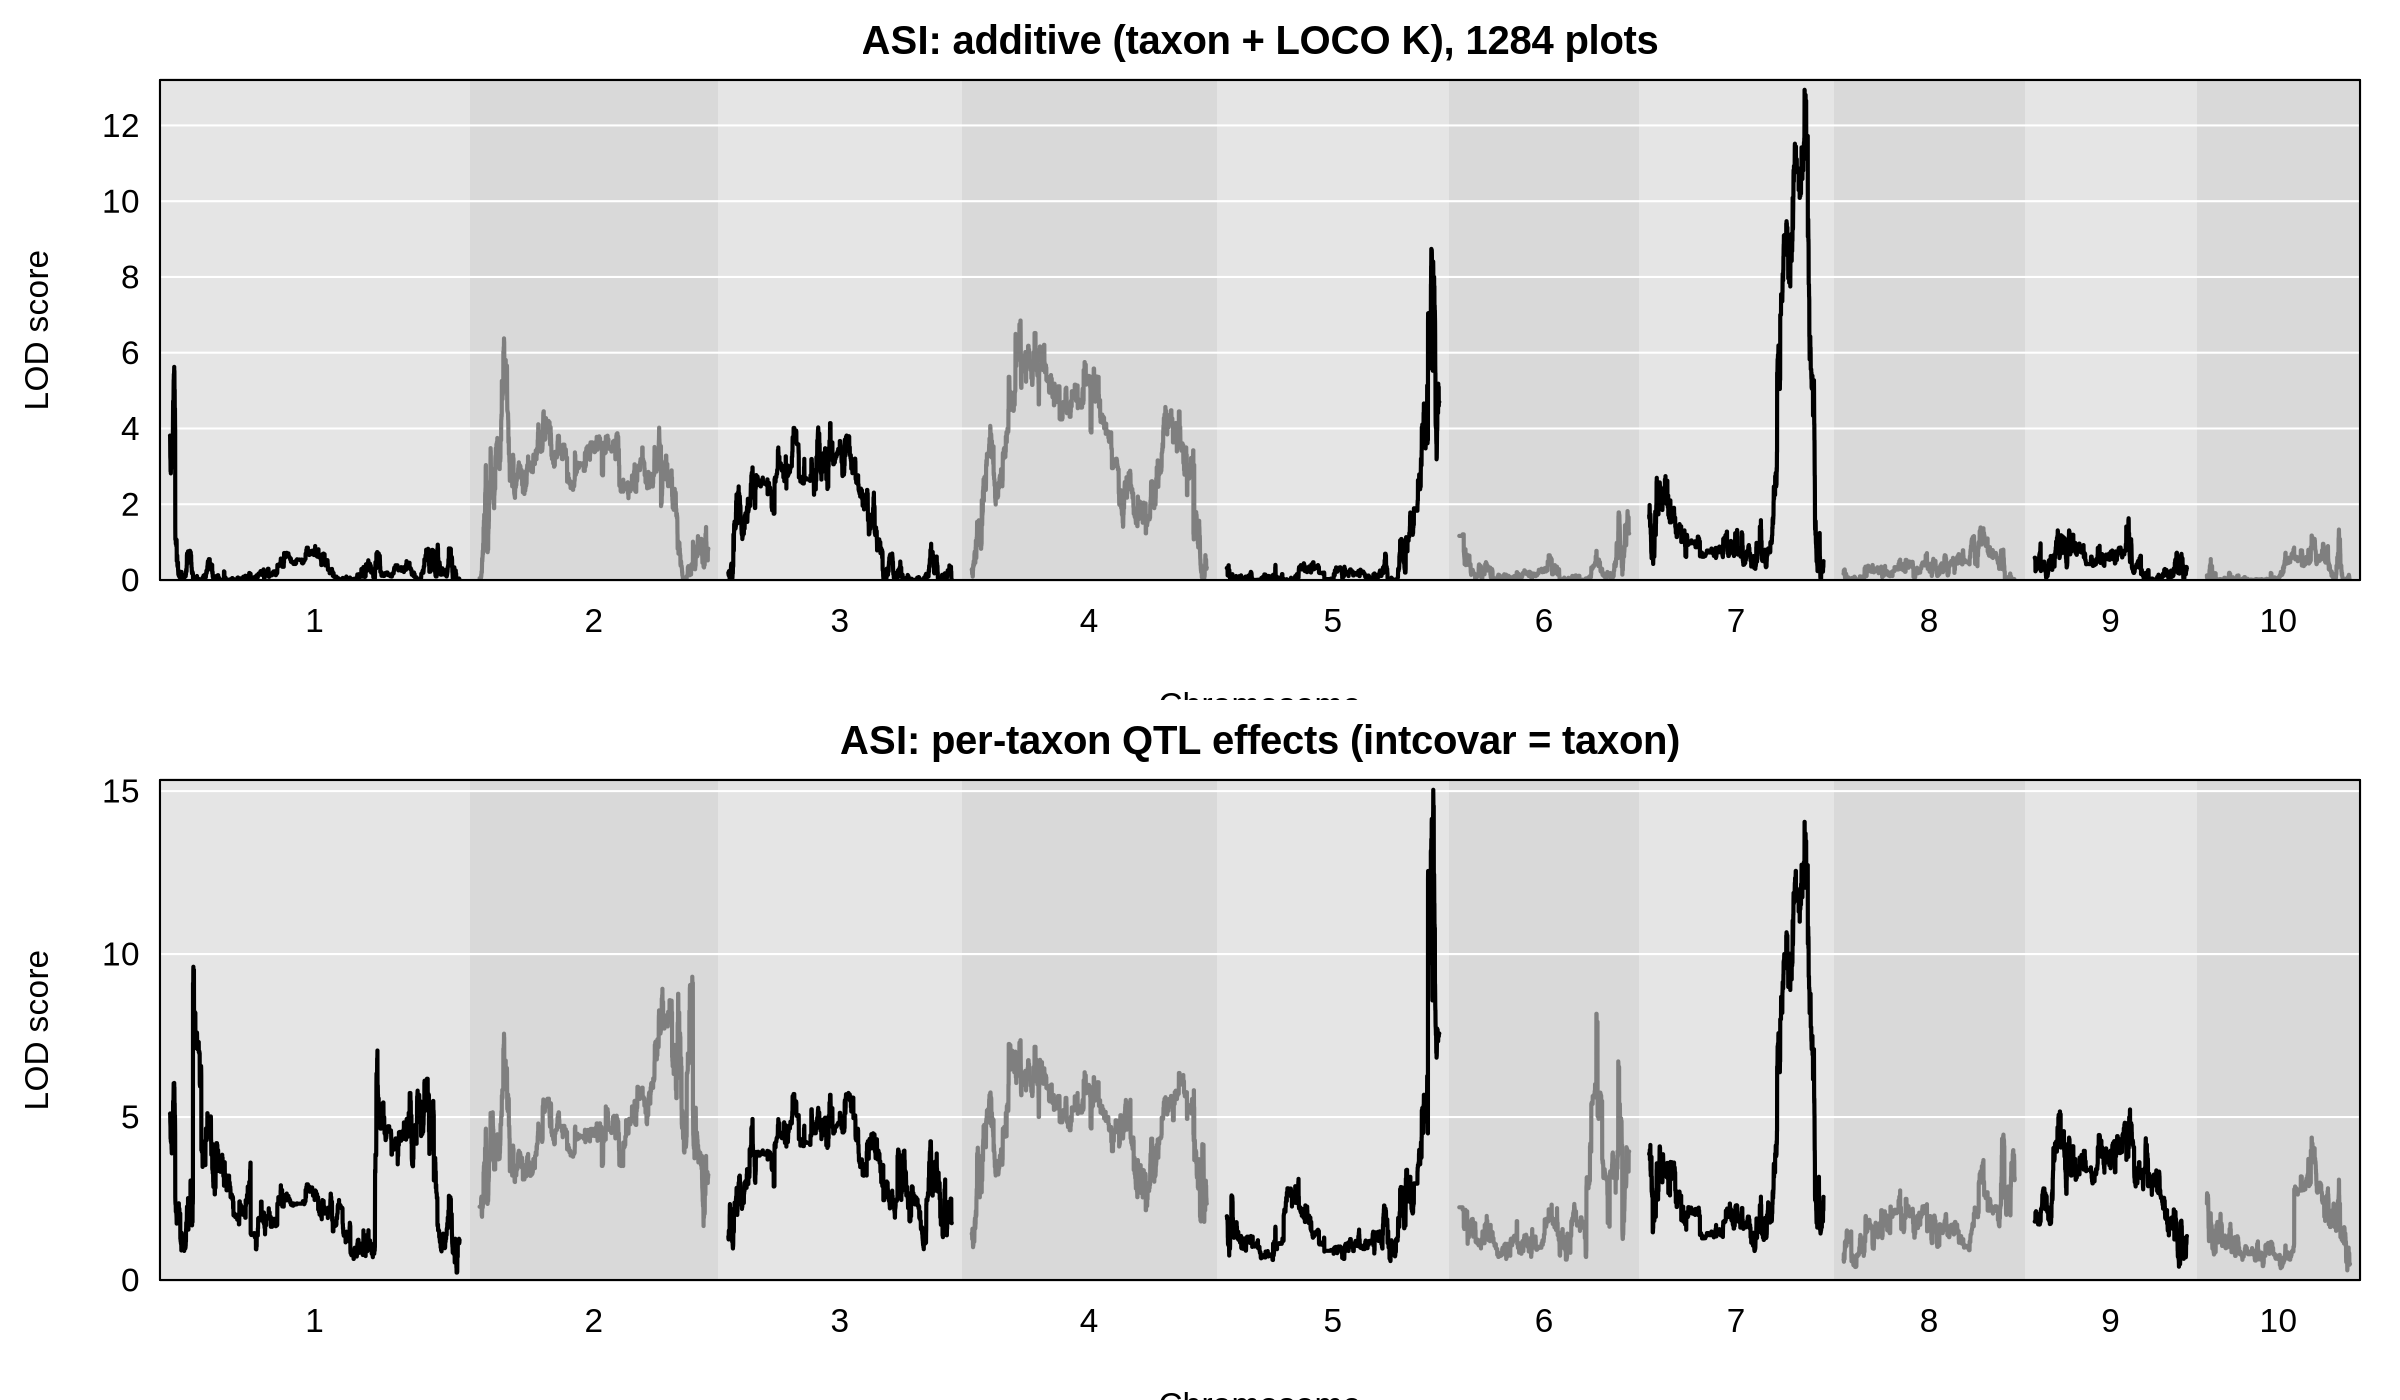 ASI: additive (taxon + LOCO K), 1284 plots
LOD score
12
10
8
6
4
2
0
1 2 3 4 5 6 7 8 9 10
Chromosome
ASI: per-taxon QTL effects (intcovar = taxon)
LOD score
15
10
5
0
1 2 3 4 5 6 7 8 9 10
Chromosome